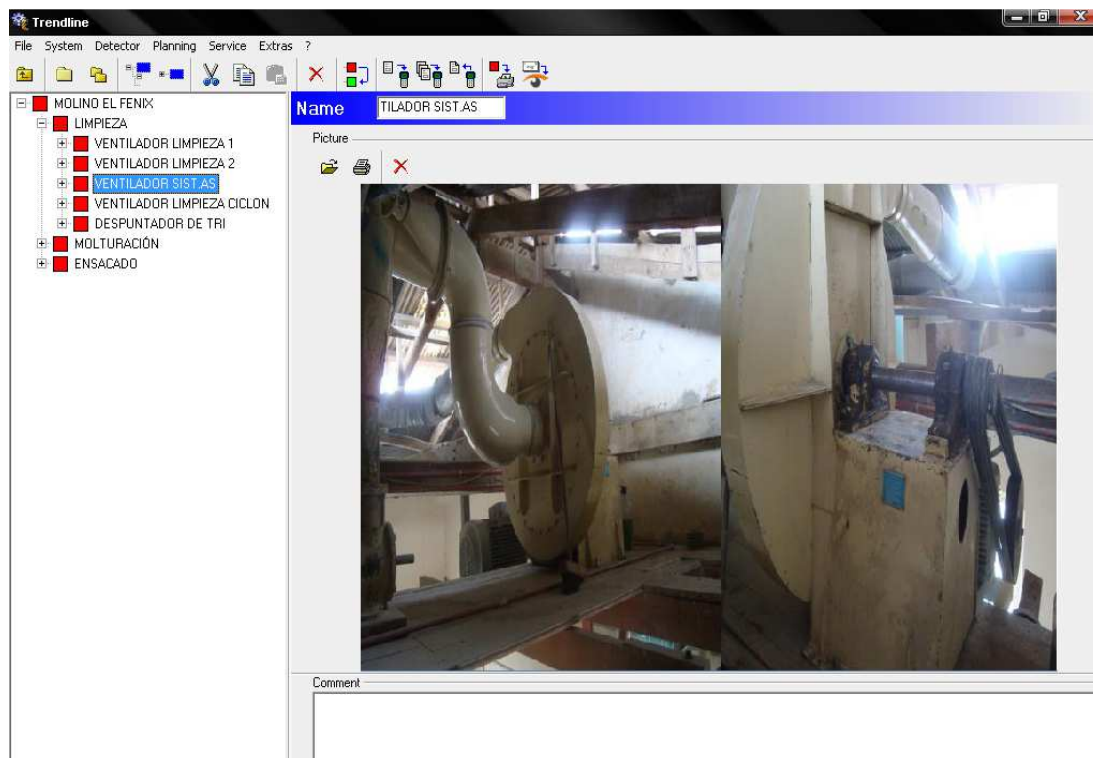 Trendline
File System Detector Planning Service Extras ?
MOLINO EL FENIX
LIMPIEZA
VENTILADOR LIMPIEZA 1
VENTILADOR LIMPIEZA 2
VENTILADOR SIST.AS
VENTILADOR LIMPIEZA CICLON
DESPUNTADOR DE TRI
MOLTURACIÓN
ENSACADO
Name TILADOR SIST.AS
Picture
Comment